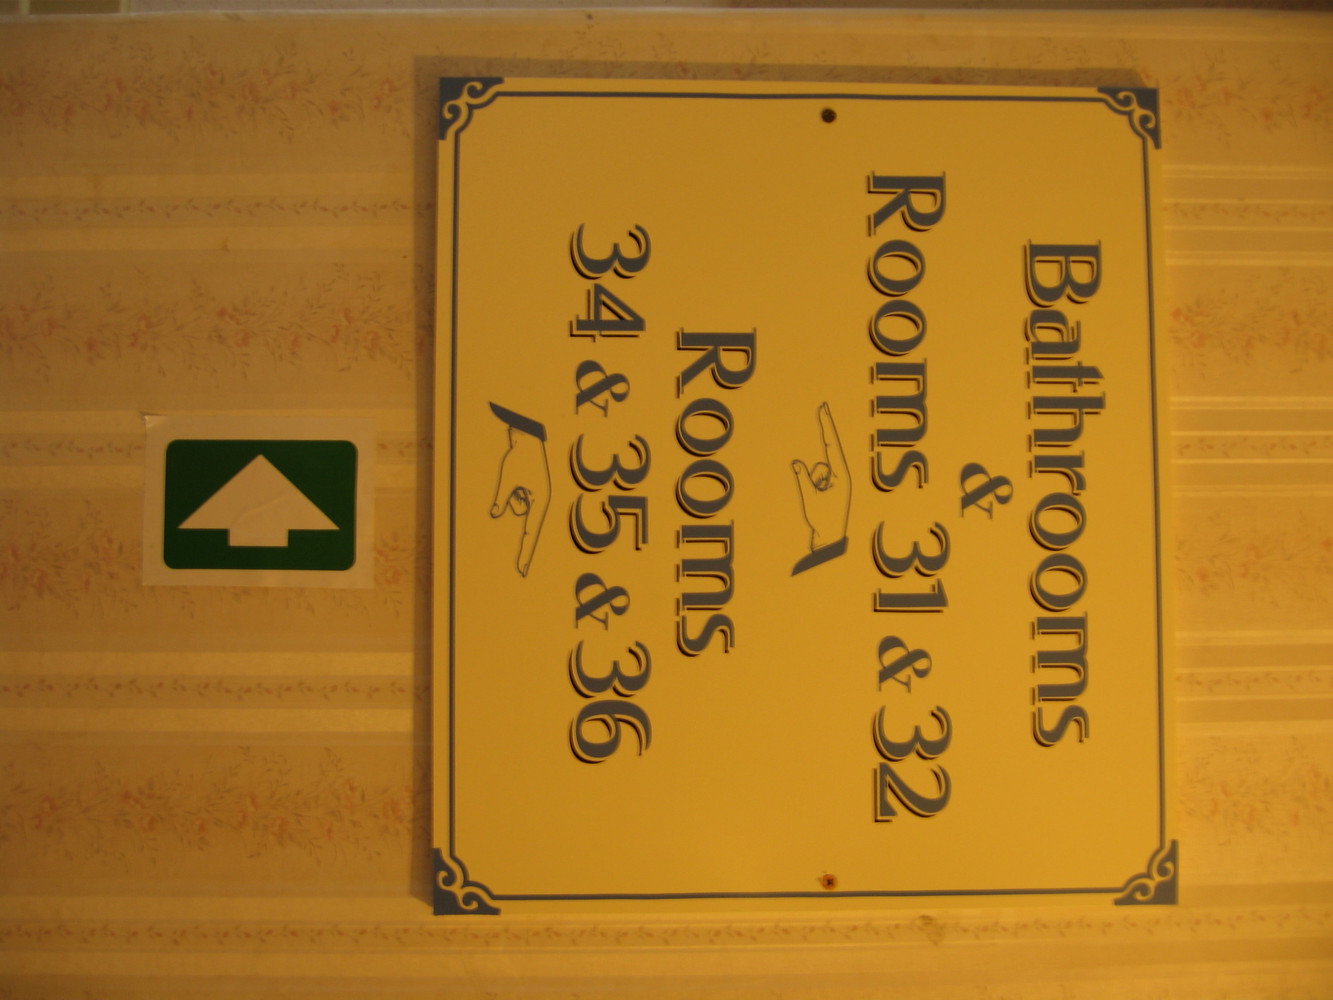 Bathrooms
&
Rooms 31 & 32
Rooms
34 & 35 & 36